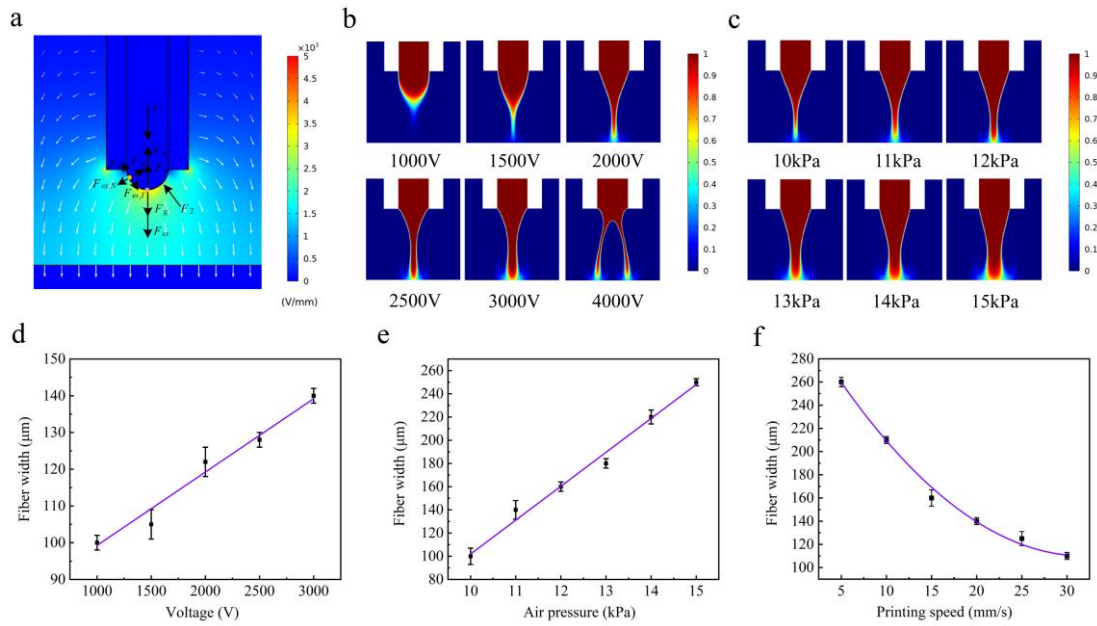 a
×10³
5
4.5
4
3.5
3
2.5
2
1.5
1
0.5
0
(V/mm)
F
F
F es,N
F es,T
F g
F 2
F es
b
1000V 1500V 2000V
2500V 3000V 4000V
1
0.9
0.8
0.7
0.6
0.5
0.4
0.3
0.2
0.1
0
c
10kPa 11kPa 12kPa
13kPa 14kPa 15kPa
1
0.9
0.8
0.7
0.6
0.5
0.4
0.3
0.2
0.1
0
d
150
140
130
120
110
100
90
Fiber width (μm)
1000 1500 2000 2500 3000
Voltage (V)
e
260
240
220
200
180
160
140
120
100
80
Fiber width (μm)
10 11 12 13 14 15
Air pressure (kPa)
f
280
260
240
220
200
180
160
140
120
100
Fiber width (μm)
5 10 15 20 25 30
Printing speed (mm/s)